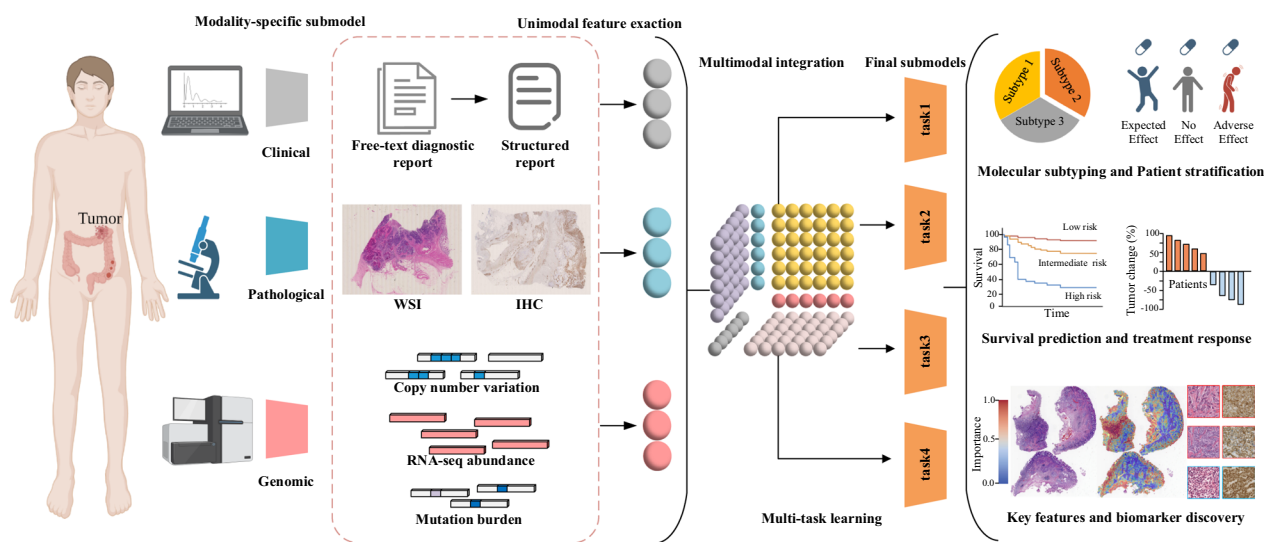 Modality-specific submodel
Unimodal feature exaction
Clinical
Free-text diagnostic
report
Structured
report
Tumor
Pathological
WSI
IHC
Genomic
Copy number variation
RNA-seq abundance
Mutation burden
Multimodal integration
Final submodels
task1
task2
task3
task4
Multi-task learning
Subtype 1
Subtype 2
Subtype 3
Expected
Effect
No
Effect
Adverse
Effect
Molecular subtyping and Patient stratification
Survival
100
80
60
40
20
0
Low risk
Intermediate risk
High risk
Time
Tumor change (%)
100
50
0
-50
-100
Patients
Survival prediction and treatment response
Importance
1.0
0.5
0.0
Key features and biomarker discovery